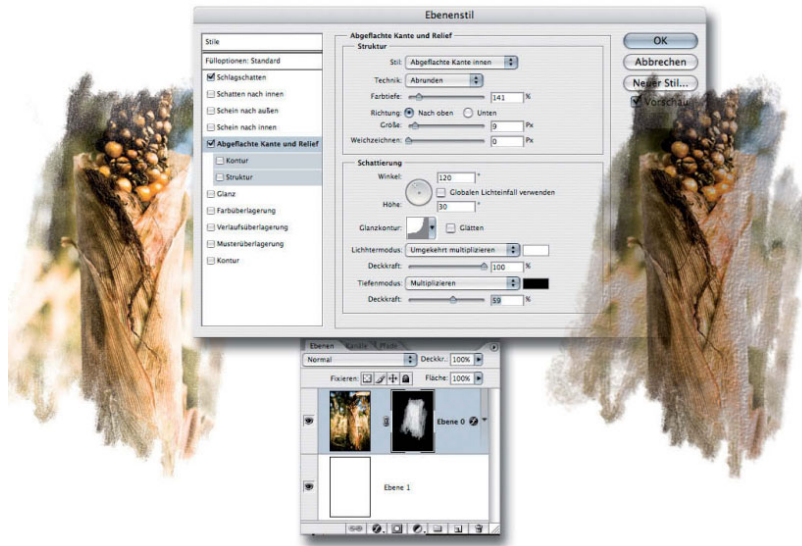 Ebenenstil
Stile
Fülloptionen: Standard
Schlagschatten
Schatten nach innen
Schein nach außen
Schein nach innen
Abgeflachte Kante und Relief
Kontur
Struktur
Glanz
Farbüberlagerung
Verlaufsüberlagerung
Musterüberlagerung
Kontur
Abgeflachte Kante und Relief
Struktur
Stil: Abgeflachte Kante innen
Technik: Abrunden
Farbtiefe: 141 %
Richtung: Nach oben Unten
Größe: 9 Px
Weichzeichnen: 0 Px
Schattierung
Winkel: 120 °
Globalen Lichteinfall verwenden
Höhe: 30 °
Glanzkontur: Glätten
Lichtermodus: Umgekehrt multiplizieren
Deckkraft: 100 %
Tiefenmodus: Multiplizieren
Deckkraft: 59 %
OK
Abbrechen
Neuer Stil...
Vorschau
Ebenen Kanäle Pfade
Normal Deckkr.: 100%
Fixieren: Fläche: 100%
Ebene 0
Ebene 1